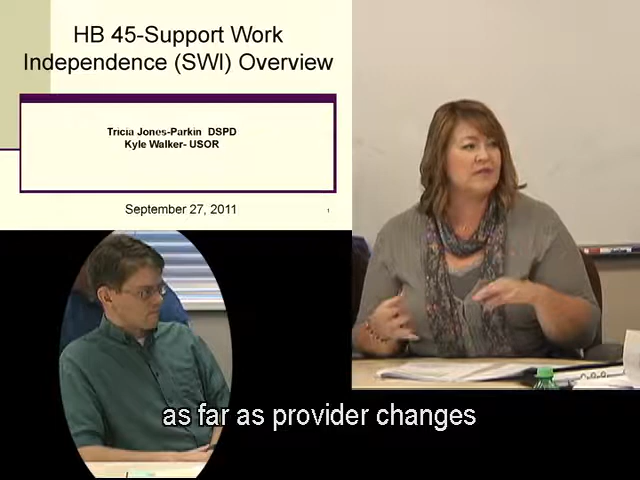 HB 45-Support Work
Independence (SWI) Overview
Tricia Jones-Parkin  DSPD
Kyle Walker- USOR
September 27, 2011
1
as far as provider changes